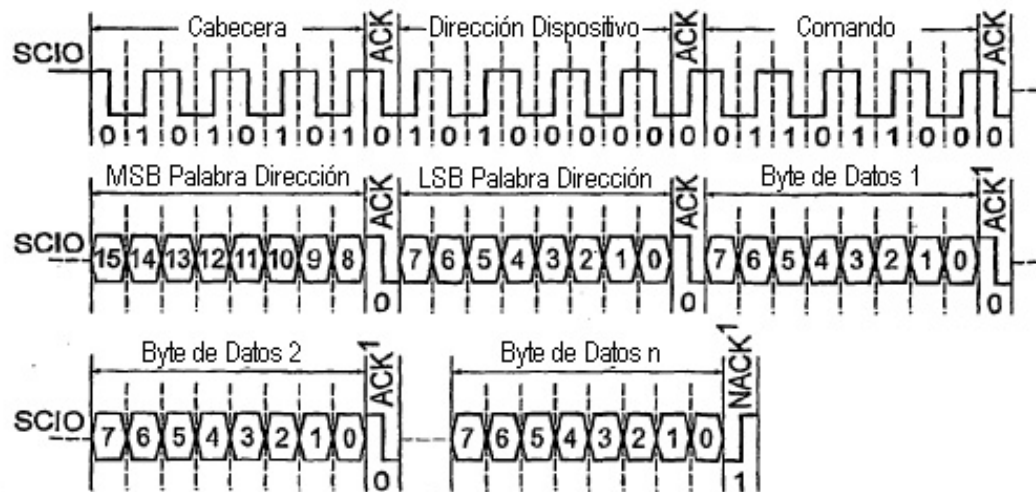 Cabecera ACK Dirección Dispositivo ACK Comando ACK
SCIO
0 1 0 1 0 1 0 1 0 1 0 1 0 0 0 0 0 0 0 1 1 0 1 1 0 0 0
MSB Palabra Dirección ACK LSB Palabra Dirección ACK Byte de Datos 1 ACK¹
SCIO 15 14 13 12 11 10 9 8 7 6 5 4 3 2 1 0 7 6 5 4 3 2 1 0
0 0 0
Byte de Datos 2 ACK¹ Byte de Datos n NACK¹
SCIO 7 6 5 4 3 2 1 0 7 6 5 4 3 2 1 0
0 1